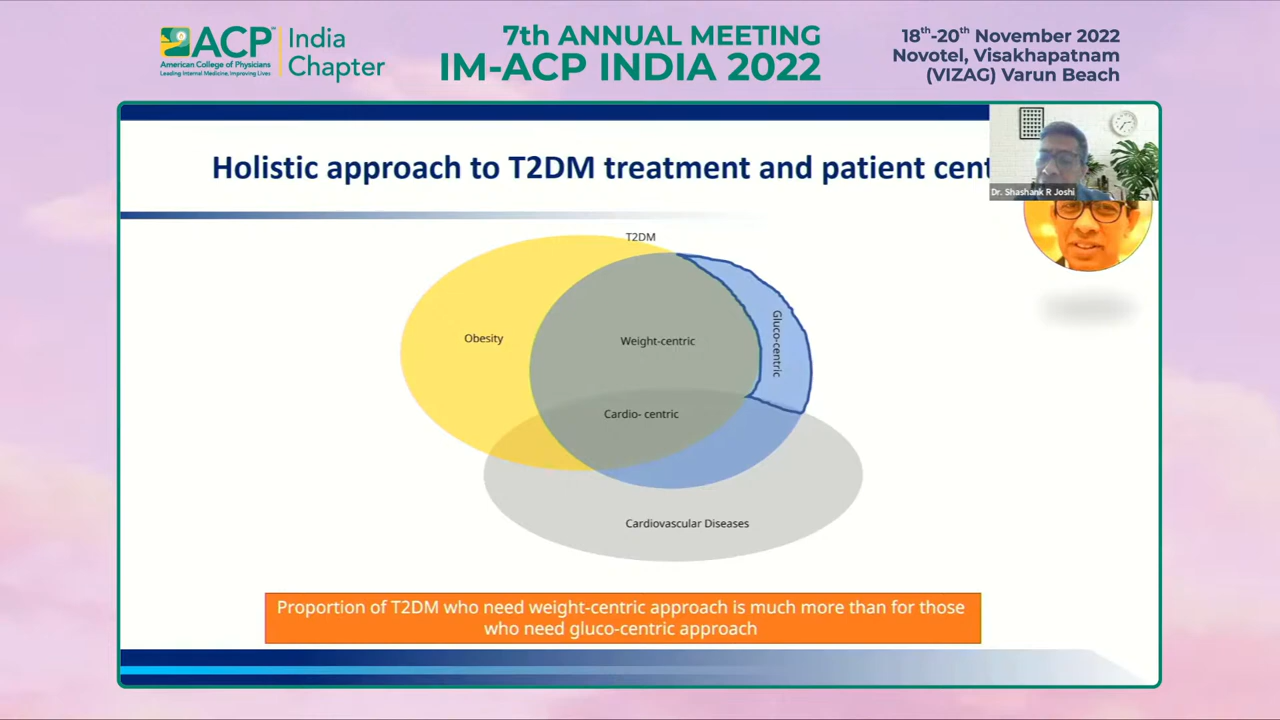 ACP
American College of Physicians
Leading Internal Medicine, Improving Lives
India
Chapter
7th ANNUAL MEETING
IM-ACP INDIA 2022
18th-20th November 2022
Novotel, Visakhapatnam
(VIZAG) Varun Beach
Holistic approach to T2DM treatment and patient cent
Dr. Shashank R Joshi
T2DM
Obesity
Weight-centric
Gluco-centric
Cardio- centric
Cardiovascular Diseases
Proportion of T2DM who need weight-centric approach is much more than for those
who need gluco-centric approach